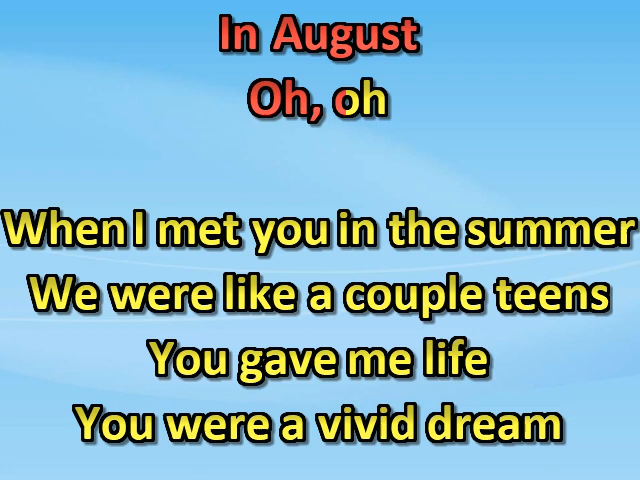 In August
Oh, oh
When I met you in the summer
We were like a couple teens
You gave me life
You were a vivid dream